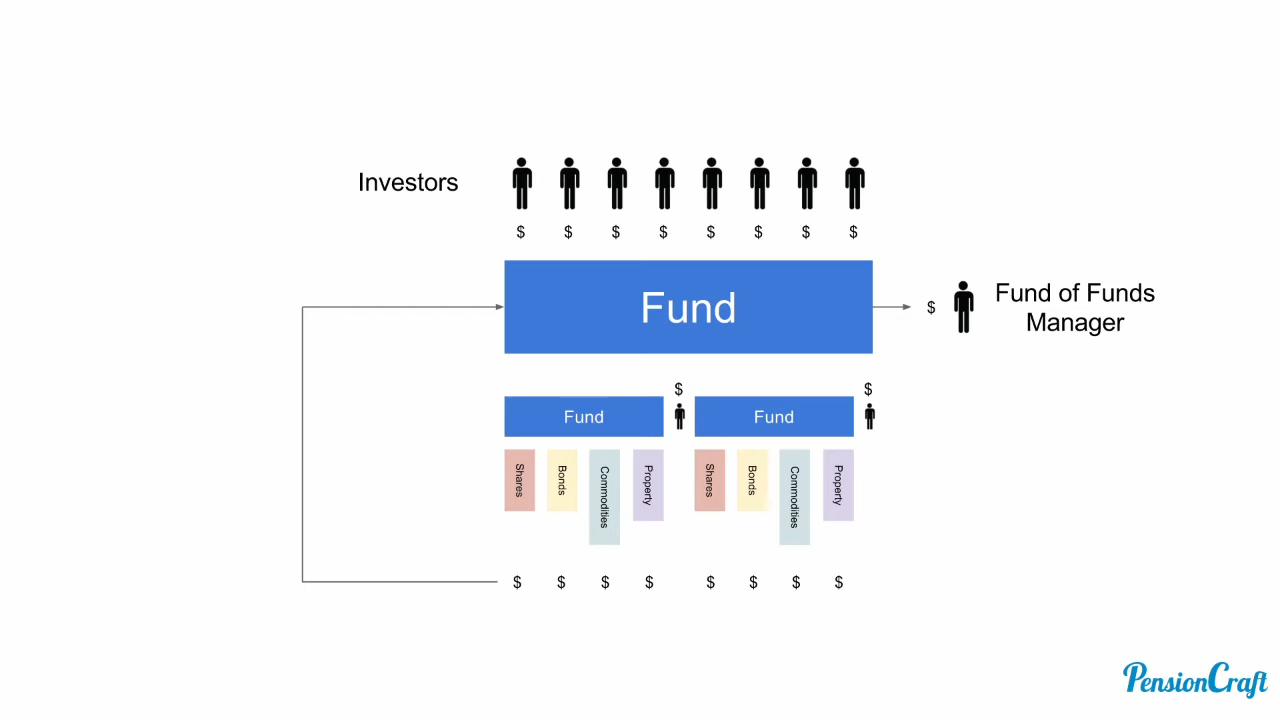 Investors
$ $ $ $ $ $ $ $
Fund
$
Fund of Funds
Manager
$ $
Fund Fund
Shares Bonds Commodities Property Shares Bonds Commodities Property
$ $ $ $ $ $ $ $
PensionCraft